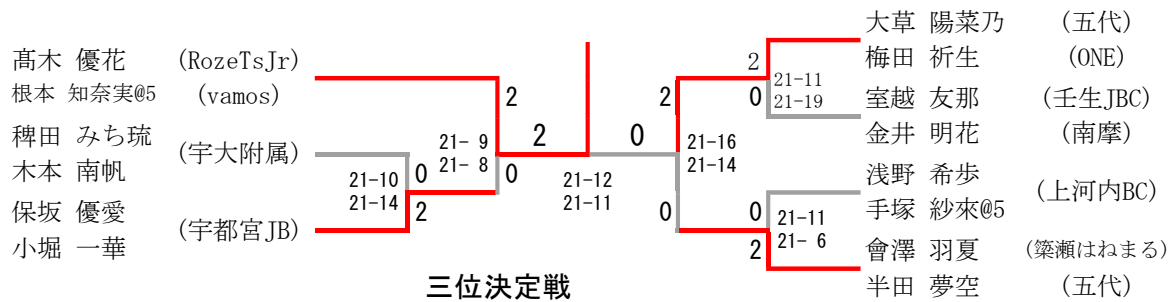 髙木 優花 (RozeTsJr)
根本 知奈実@5 (vamos)
稗田 みち琉
(宇大附属)
木本 南帆
保坂 優愛
(宇都宮JB)
小堀 一華
2
21- 9
21- 8
0
21-10
21-14
0
2
2
0
21-12
21-11
大草 陽菜乃 (五代)
梅田 祈生 (ONE)
室越 友那 (壬生JBC)
金井 明花 (南摩)
浅野 希歩
(上河内BC)
手塚 紗來@5
會澤 羽夏 (簗瀬はねまる)
半田 夢空 (五代)
2
21-11
0
21-19
2
21-16
21-14
0
0
21-11
21- 6
2
三位決定戦